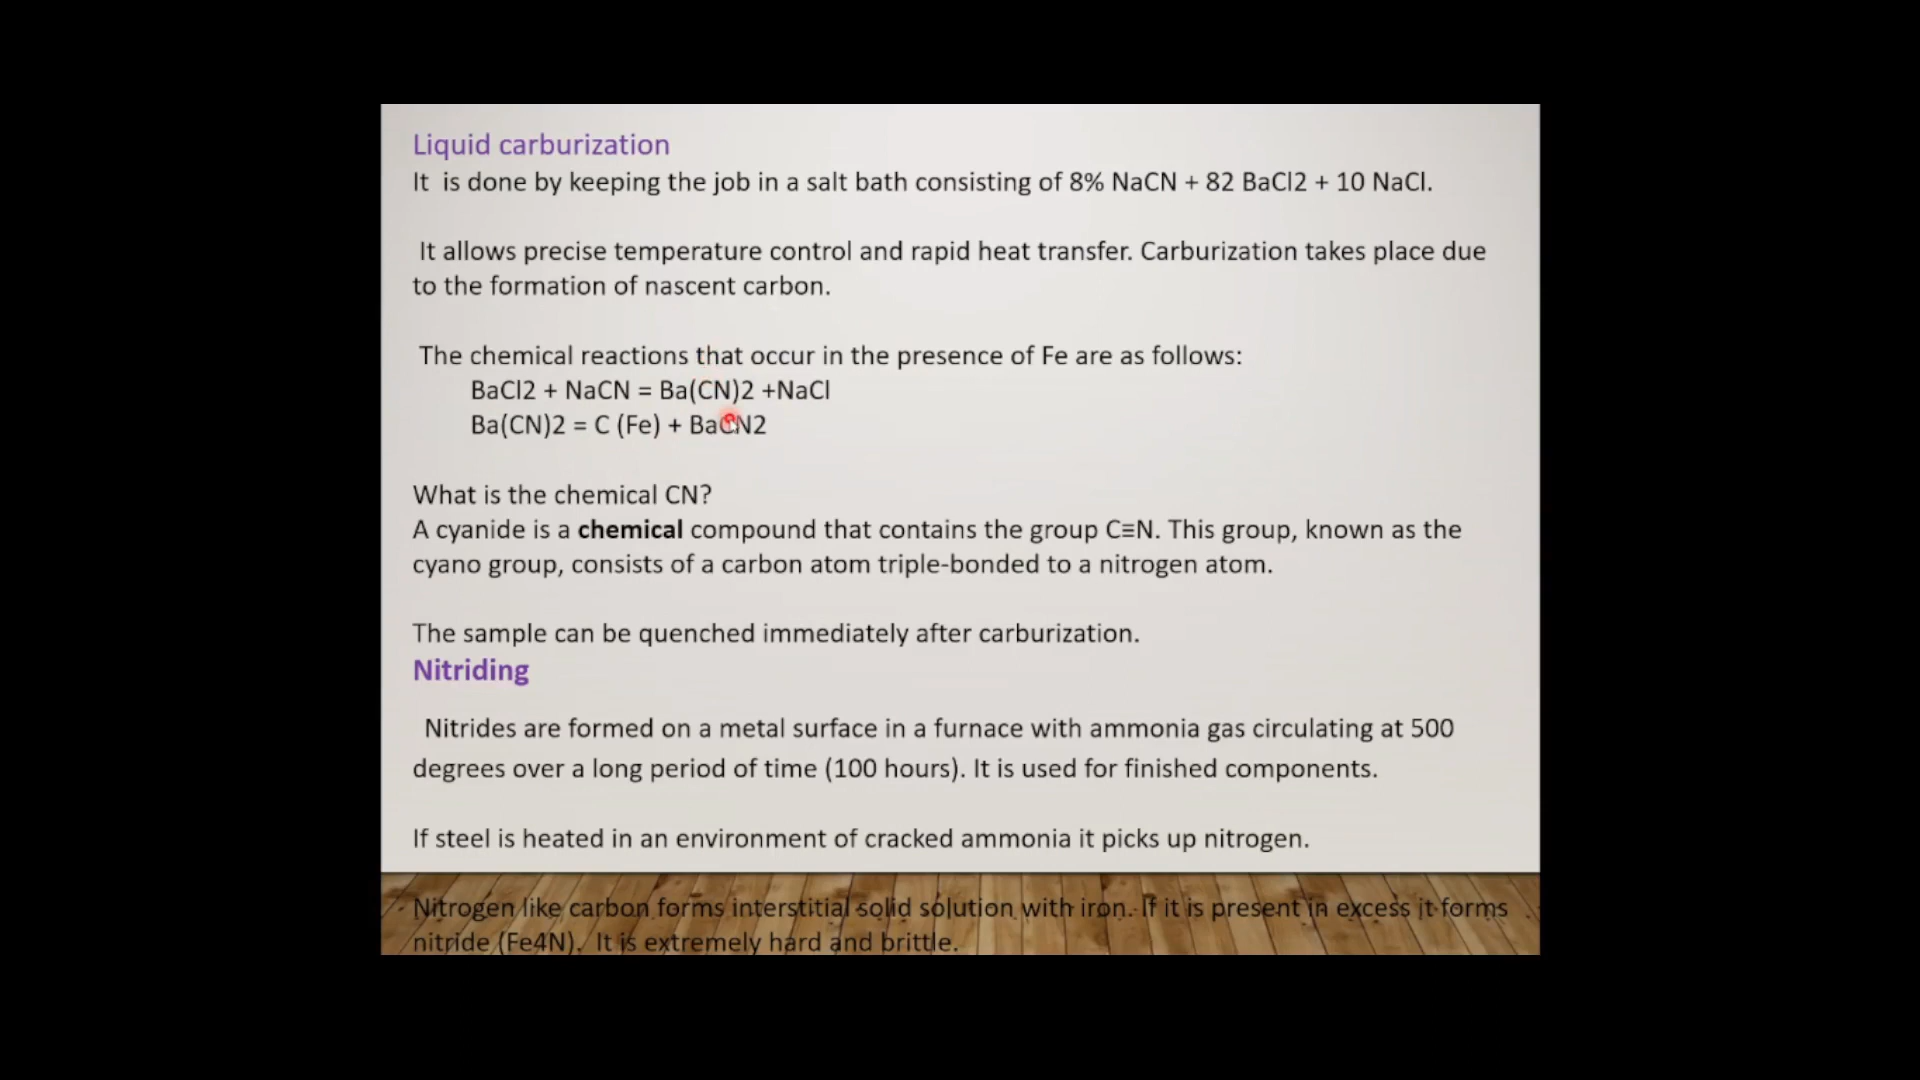 Liquid carburization
It is done by keeping the job in a salt bath consisting of 8% NaCN + 82 BaCl2 + 10 NaCl.
It allows precise temperature control and rapid heat transfer. Carburization takes place due
to the formation of nascent carbon.
The chemical reactions that occur in the presence of Fe are as follows:
BaCl2 + NaCN = Ba(CN)2 +NaCl
Ba(CN)2 = C (Fe) + BaCN2
What is the chemical CN?
A cyanide is a chemical compound that contains the group C≡N. This group, known as the
cyano group, consists of a carbon atom triple-bonded to a nitrogen atom.
The sample can be quenched immediately after carburization.
Nitriding
Nitrides are formed on a metal surface in a furnace with ammonia gas circulating at 500
degrees over a long period of time (100 hours). It is used for finished components.
If steel is heated in an environment of cracked ammonia it picks up nitrogen.
Nitrogen like carbon forms interstitial solid solution with iron. If it is present in excess it forms
nitride (Fe4N). It is extremely hard and brittle.